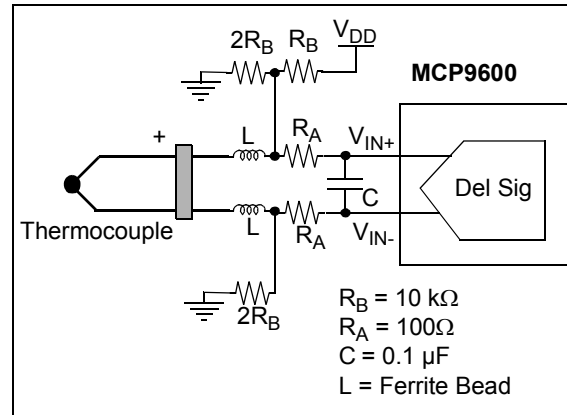 V_DD
2R_B R_B
MCP9600
+ L R_A V_IN+
C Del Sig
Thermocouple L R_A V_IN-
2R_B
R_B = 10 kΩ
R_A = 100Ω
C = 0.1 µF
L = Ferrite Bead